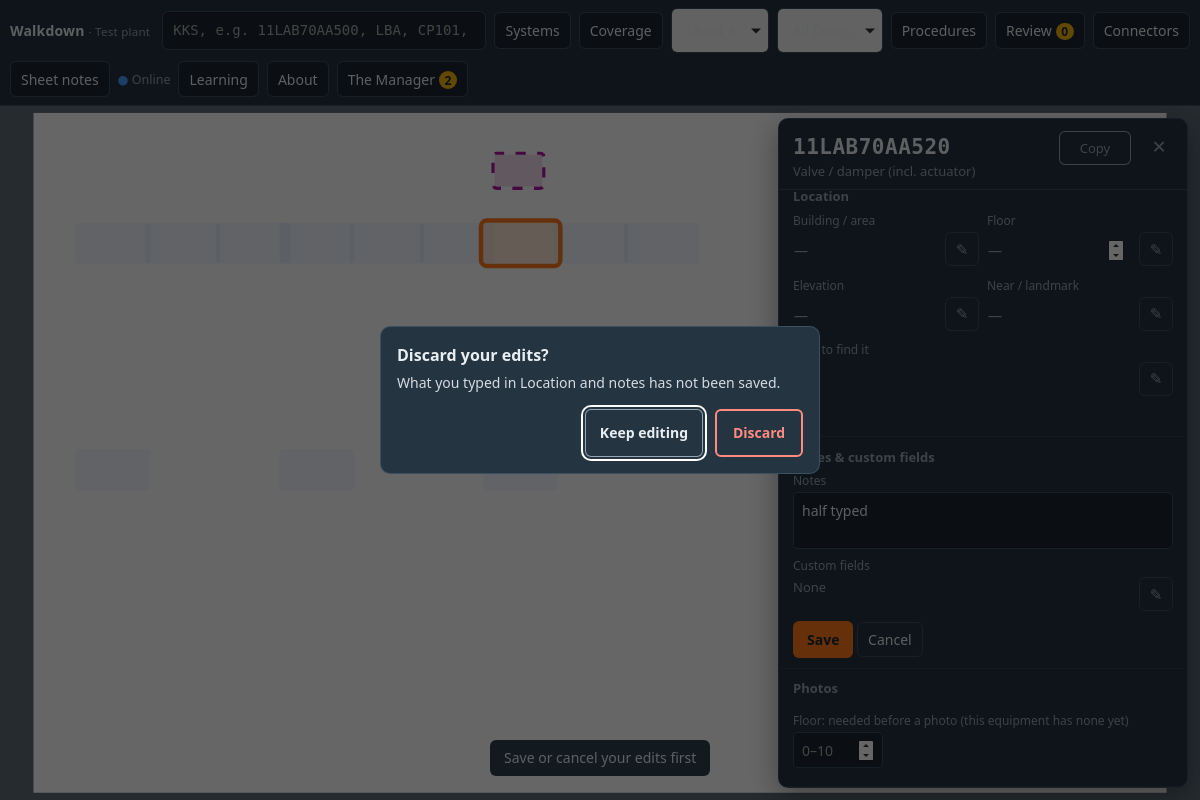 Walkdown · Test plant
KKS, e.g. 11LAB70AA500, LBA, CP101,
Systems
Coverage
Procedures
Review 0
Connectors
Sheet notes
Online
Learning
About
The Manager 2
11LAB70AA520
Copy
×
Valve / damper (incl. actuator)
Location
Building / area
Floor
—
—
Elevation
Near / landmark
—
—
to find it
Discard your edits?
What you typed in Location and notes has not been saved.
Keep editing
Discard
& custom fields
Notes
half typed
Custom fields
None
Save
Cancel
Photos
Floor: needed before a photo (this equipment has none yet)
0–10
Save or cancel your edits first